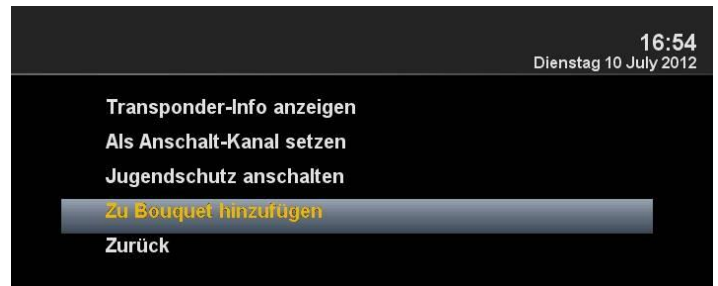 16:54
Dienstag 10 July 2012
Transponder-Info anzeigen
Als Anschalt-Kanal setzen
Jugendschutz anschalten
Zu Bouquet hinzufügen
Zurück